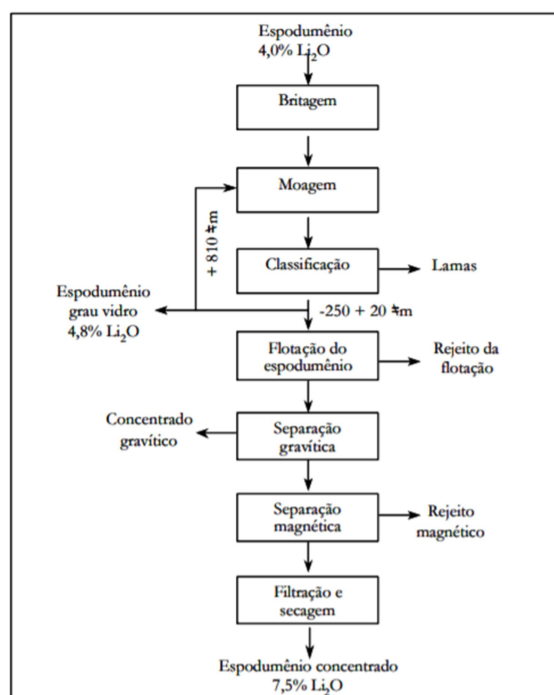 Espodumênio
4,0% Li₂O
Britagem
Moagem
+ 810 ⧧m
Classificação
Lamas
Espodumênio
grau vidro
4,8% Li₂O
-250 + 20 ⧧m
Flotação do
espodumênio
Rejeito da
flotação
Concentrado
gravítico
Separação
gravítica
Separação
magnética
Rejeito
magnético
Filtração e
secagem
Espodumênio concentrado
7,5% Li₂O